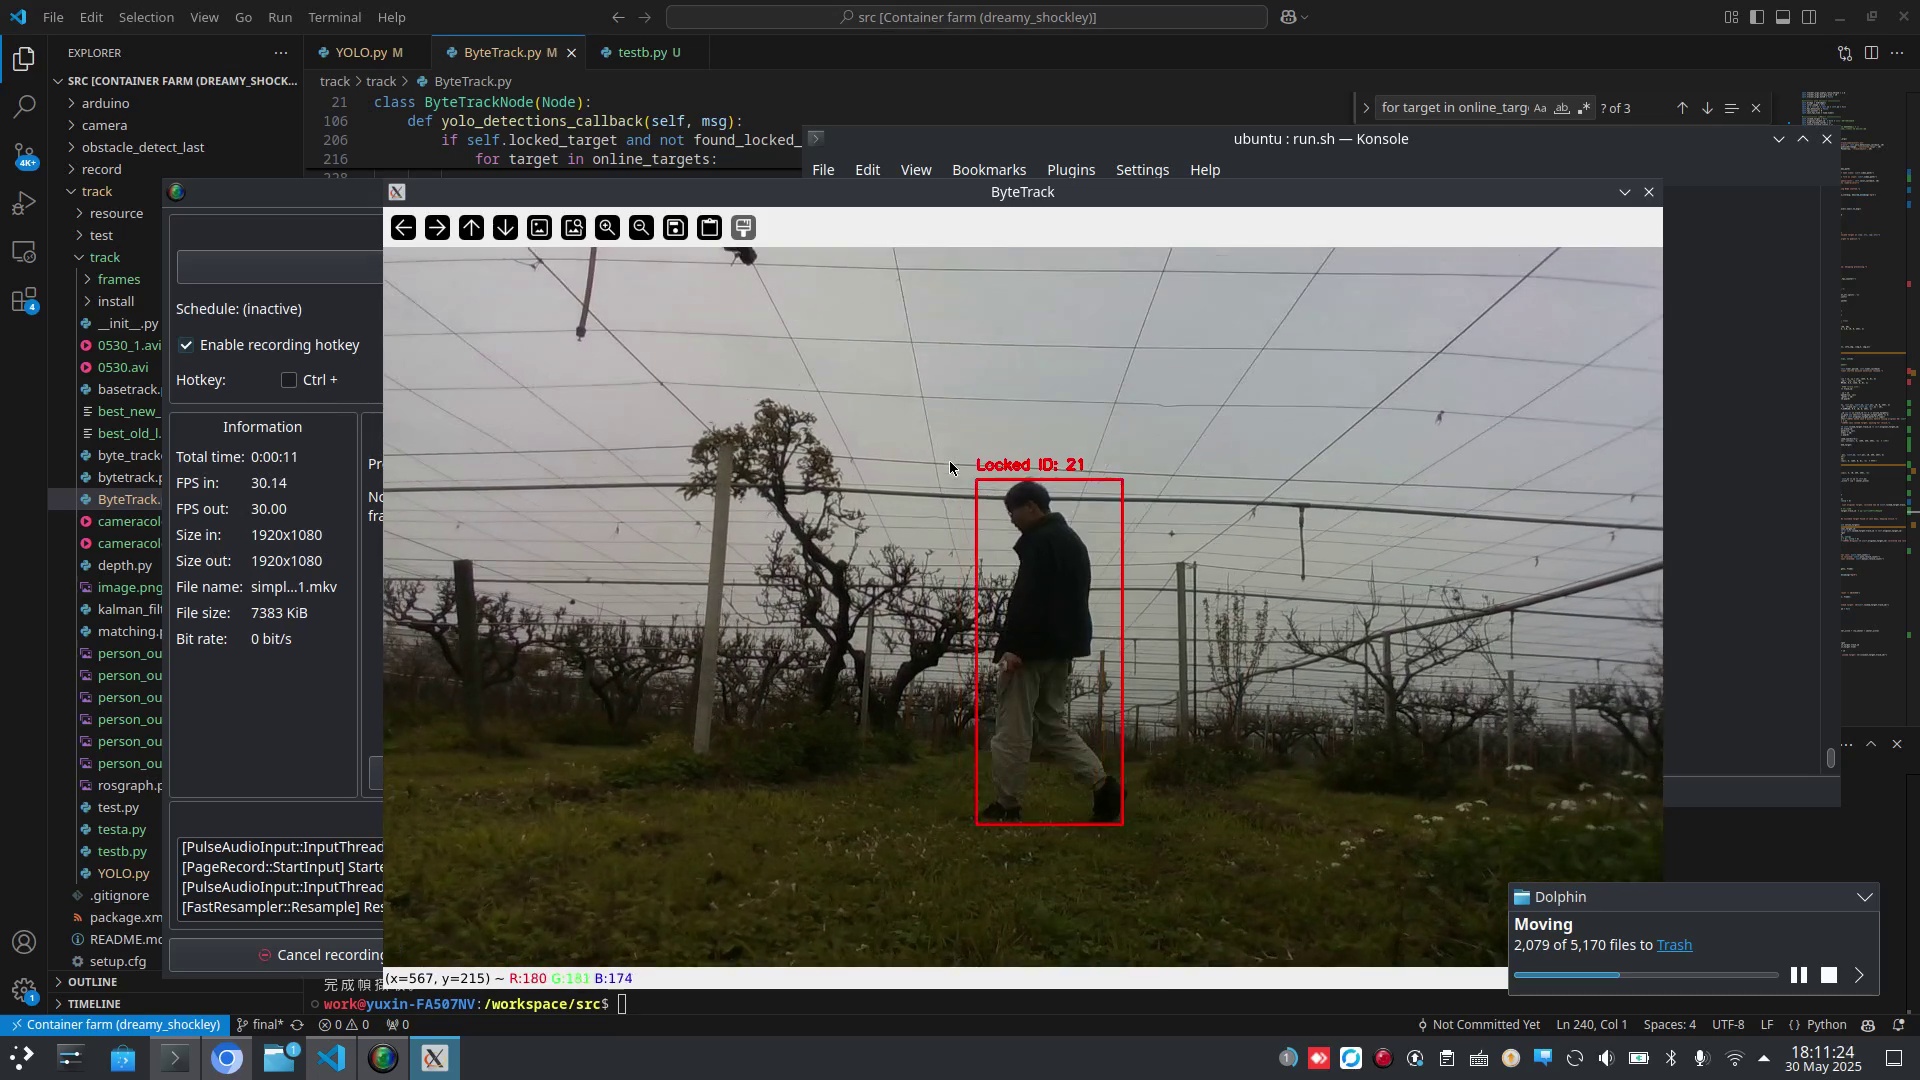 File Edit Selection View Go Run Terminal Help
src [Container farm (dreamy_shockley)]
EXPLORER
SRC [CONTAINER FARM (DREAMY_SHOCK...
arduino
camera
obstacle_detect_last
record
track
resource
test
track
frames
install
__init__.py
0530_1.avi
0530.avi
basetrack.
best_new_
best_old_l.
byte_track
bytetrack.p
ByteTrack.
cameracol
cameracol
depth.py
image.png
kalman_filt
matching.p
person_ou
person_ou
person_ou
person_ou
person_ou
person_ou
rosgraph.p
test.py
testa.py
testb.py
YOLO.py
.gitignore
package.xm
README.md
setup.cfg
OUTLINE
TIMELINE
4K+
4
1
YOLO.py M
ByteTrack.py M
testb.py U
track > track > ByteTrack.py
21 class ByteTrackNode(Node):
106 def yolo_detections_callback(self, msg):
206 if self.locked_target and not found_locked_
216 for target in online_targets:
for target in online_targ
Aa ab
? of 3
ubuntu : run.sh — Konsole
File Edit View Bookmarks Plugins Settings Help
Schedule: (inactive)
Enable recording hotkey
Hotkey: Ctrl +
Information
Total time: 0:00:11
FPS in: 30.14
FPS out: 30.00
Size in: 1920x1080
Size out: 1920x1080
File name: simpl...1.mkv
File size: 7383 KiB
Bit rate: 0 bit/s
Pr
No
fra
[PulseAudioInput::InputThread
[PageRecord::StartInput] Starte
[PulseAudioInput::InputThread
[FastResampler::Resample] Res
Cancel recording
ByteTrack
Locked ID: 21
(x=567, y=215) ~ R:180 G:181 B:174
work@yuxin-FA507NV:/workspace/src$
Dolphin
Moving
2,079 of 5,170 files to Trash
Container farm (dreamy_shockley)
final*
0 0
0
Not Committed Yet
Ln 240, Col 1
Spaces: 4
UTF-8
LF
Python
1
1
18:11:24
30 May 2025